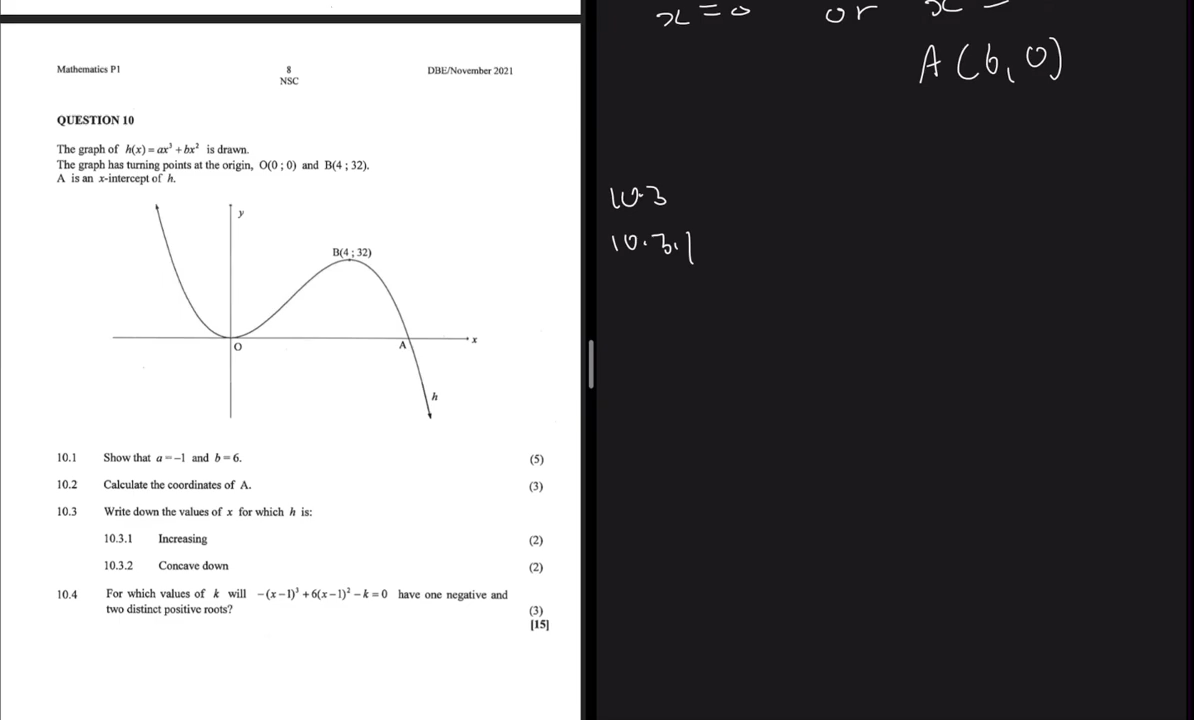 Mathematics P1
8
NSC
DBE/November 2021
QUESTION 10
The graph of h(x) = ax³ + bx² is drawn.
The graph has turning points at the origin, O(0 ; 0) and B(4 ; 32).
A is an x-intercept of h.
y
B(4 ; 32)
O
A
x
h
10.1 Show that a = −1 and b = 6. (5)
10.2 Calculate the coordinates of A. (3)
10.3 Write down the values of x for which h is:
10.3.1 Increasing (2)
10.3.2 Concave down (2)
10.4 For which values of k will −(x−1)³ + 6(x−1)² − k = 0 have one negative and
two distinct positive roots? (3)
[15]
x = 0 or x =
A (6, 0)
10.3
10.3.1